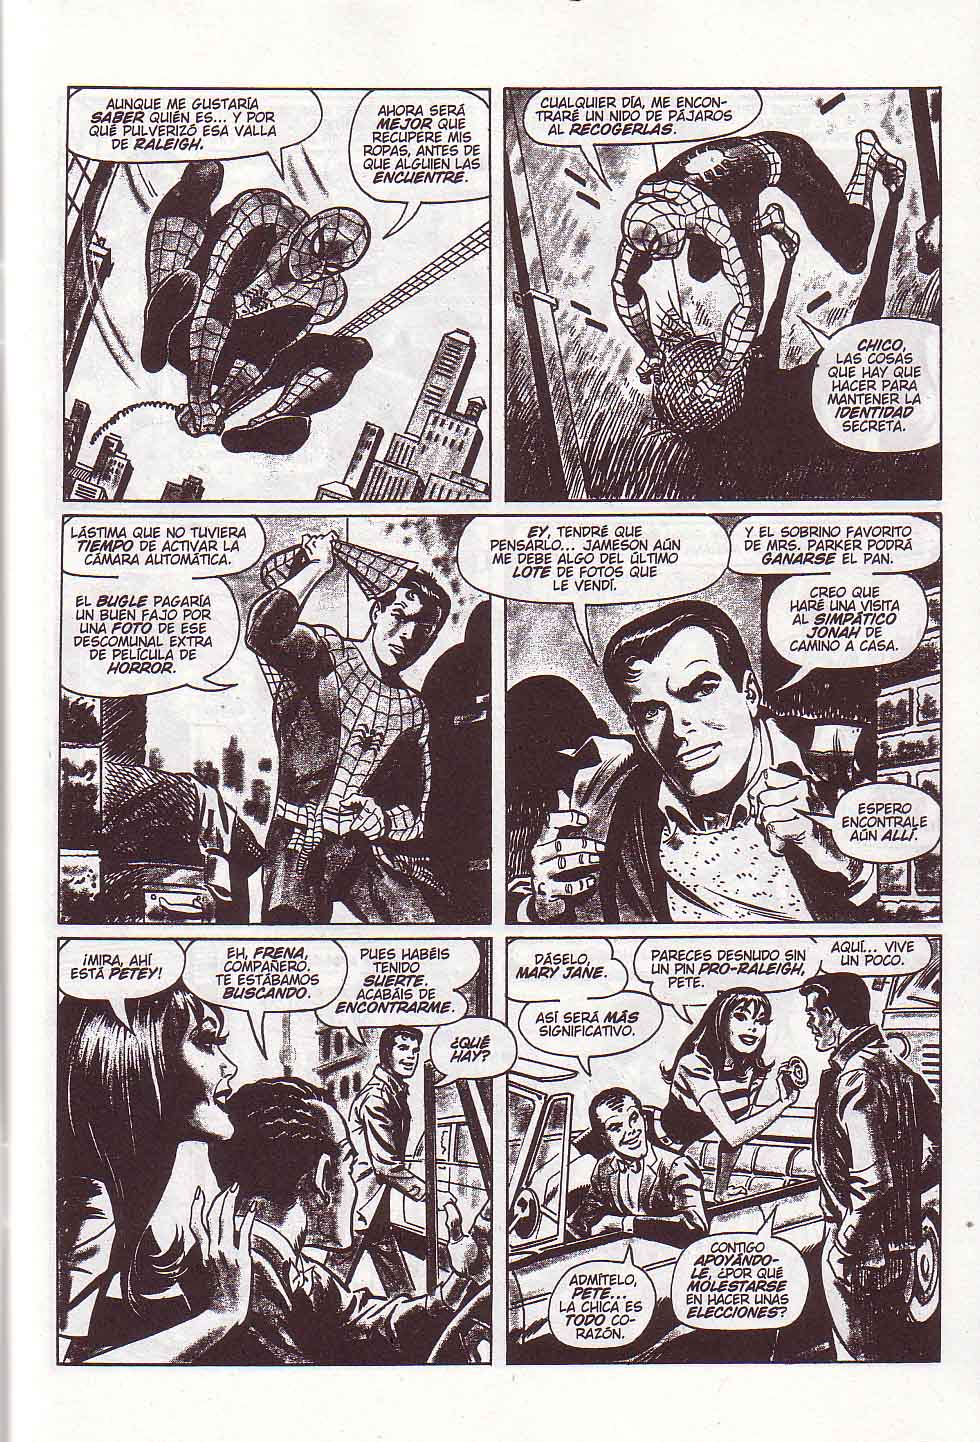 AUNQUE ME GUSTARÍA
SABER QUIÉN ES... Y POR
QUÉ PULVERIZÓ ESA VALLA
DE RALEIGH.
AHORA SERÁ
MEJOR QUE
RECUPERE MIS
ROPAS, ANTES DE
QUE ALGUIEN LAS
ENCUENTRE.
CUALQUIER DÍA, ME ENCON-
TRARÉ UN NIDO DE PÁJAROS
AL RECOGERLAS.
CHICO,
LAS COSAS
QUE HAY QUE
HACER PARA
MANTENER LA
IDENTIDAD
SECRETA.
LÁSTIMA QUE NO TUVIERA
TIEMPO DE ACTIVAR LA
CÁMARA AUTOMÁTICA.
EL BUGLE PAGARÍA
UN BUEN FAJO POR
UNA FOTO DE ESE
DESCOMUNAL EXTRA
DE PELÍCULA DE
HORROR.
EY, TENDRÉ QUE
PENSARLO... JAMESON AÚN
ME DEBE ALGO DEL ÚLTIMO
LOTE DE FOTOS QUE
LE VENDÍ.
Y EL SOBRINO FAVORITO
DE MRS. PARKER PODRÁ
GANARSE EL PAN.
CREO QUE
HARÉ UNA VISITA
AL SIMPÁTICO
JONAH DE
CAMINO A CASA.
ESPERO
ENCONTRALE
AÚN ALLÍ.
¡MIRA, AHÍ
ESTÁ PETEY!
EH, FRENA,
COMPAÑERO.
TE ESTÁBAMOS
BUSCANDO.
PUES HABÉIS
TENIDO
SUERTE.
ACABÁIS DE
ENCONTRARME.
¿QUÉ
HAY?
DÁSELO,
MARY JANE.
ASÍ SERÁ MÁS
SIGNIFICATIVO.
PARECES DESNUDO SIN
UN PIN PRO-RALEIGH,
PETE.
AQUÍ... VIVE
UN POCO.
ADMÍTELO,
PETE...
LA CHICA ES
TODO CO-
RAZÓN.
CONTIGO
APOYÁNDO-
LE, ¿POR QUÉ
MOLESTARSE
EN HACER UNAS
ELECCIONES?